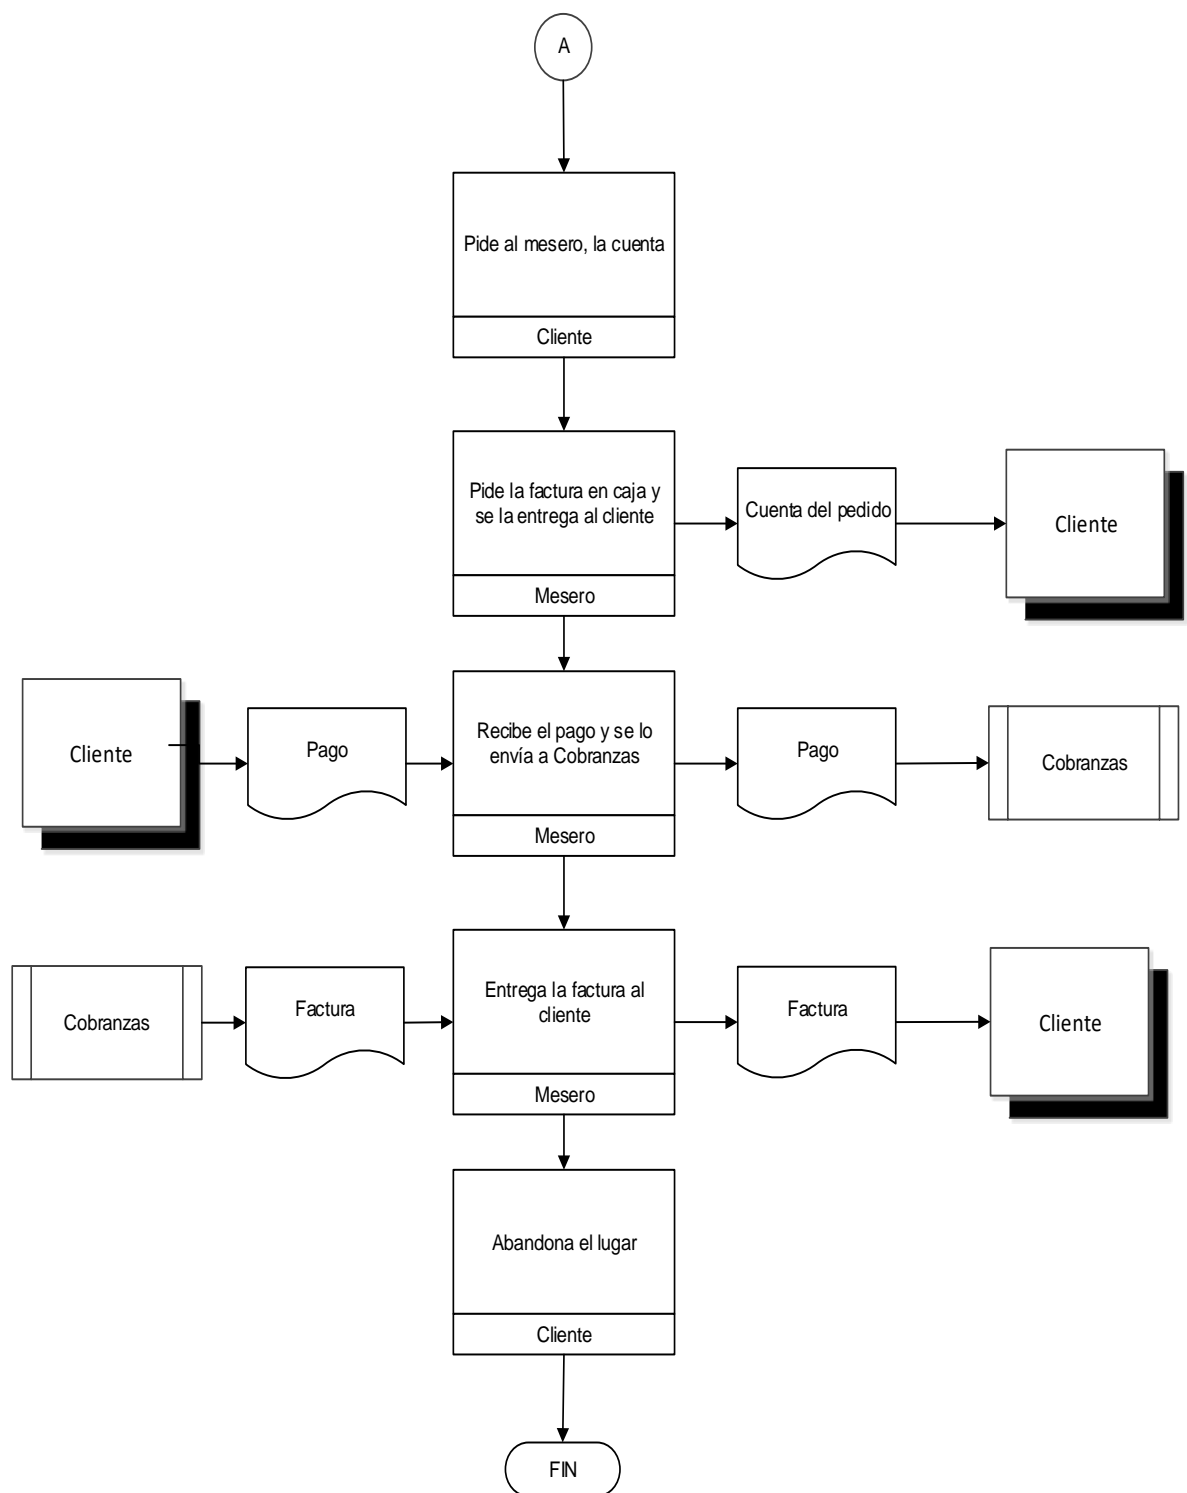 A
Pide al mesero, la cuenta
Cliente
Pide la factura en caja y
se la entrega al cliente
Mesero
Cuenta del pedido
Cliente
Cliente
Pago
Recibe el pago y se lo
envía a Cobranzas
Mesero
Pago
Cobranzas
Cobranzas
Factura
Entrega la factura al
cliente
Mesero
Factura
Cliente
Abandona el lugar
Cliente
FIN